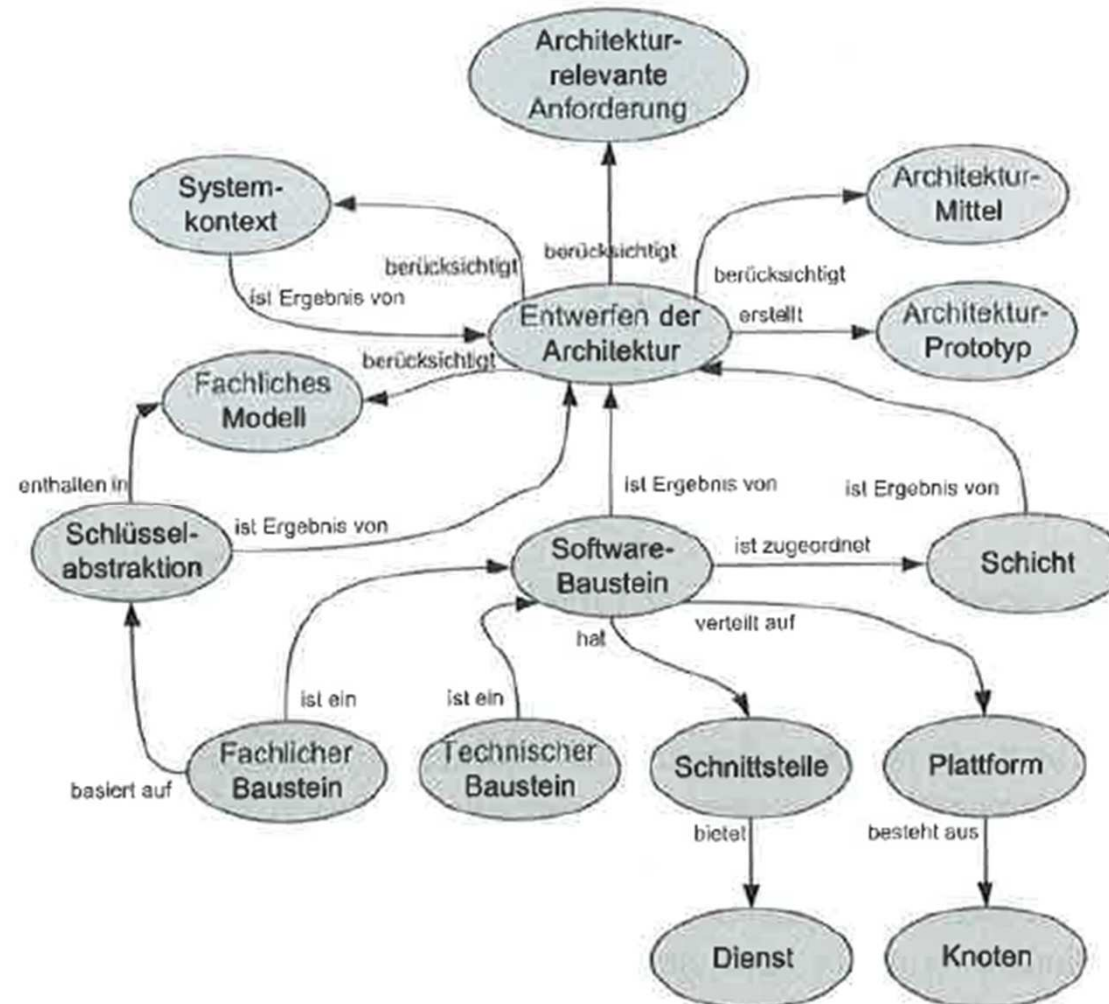 Architektur-
relevante
Anforderung
System-
kontext
Architektur-
Mittel
berücksichtigt
berücksichtigt
berücksichtigt
ist Ergebnis von
Entwerfen der
Architektur
erstellt
Architektur-
Prototyp
berücksichtigt
Fachliches
Modell
enthalten in
ist Ergebnis von
ist Ergebnis von
ist Ergebnis von
Schlüssel-
abstraktion
Software-
Baustein
ist zugeordnet
Schicht
hat
verteilt auf
ist ein
ist ein
Fachlicher
Baustein
Technischer
Baustein
Schnittstelle
Plattform
basiert auf
bietet
besteht aus
Dienst
Knoten